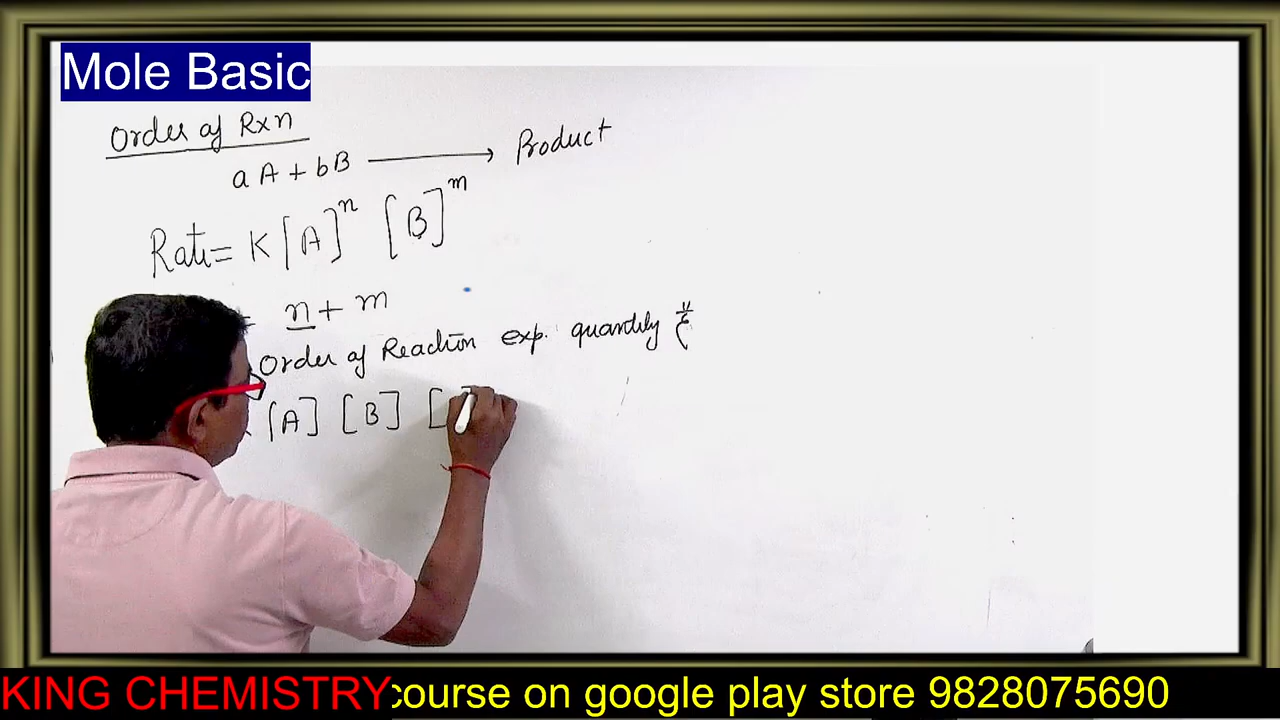 Mole Basic
Order of Rxn
aA + bB ⟶ Product
Rate = K [A]^n [B]^m
= n + m
Order of Reaction exp. quantity है
[A] [B] [
KING CHEMISTRY course on google play store 9828075690